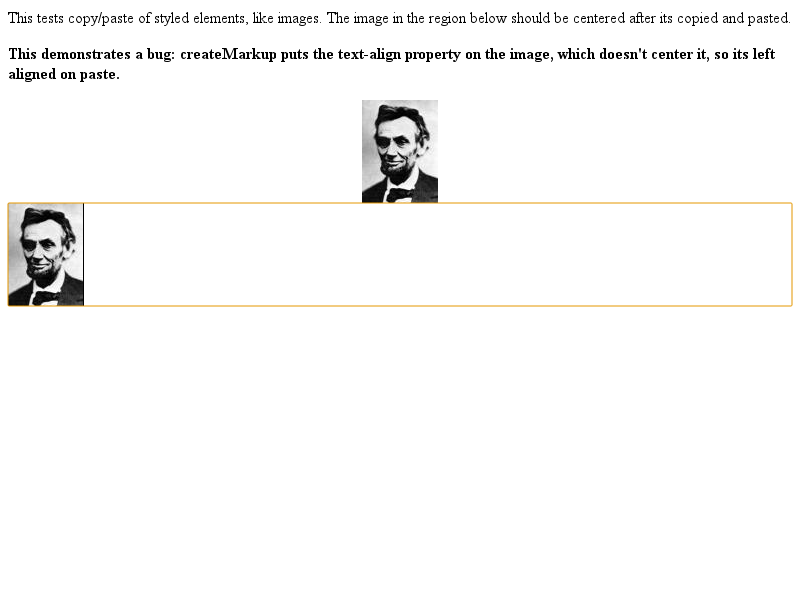 This tests copy/paste of styled elements, like images. The image in the region below should be centered after its copied and pasted.
This demonstrates a bug: createMarkup puts the text-align property on the image, which doesn't center it, so its left
aligned on paste.